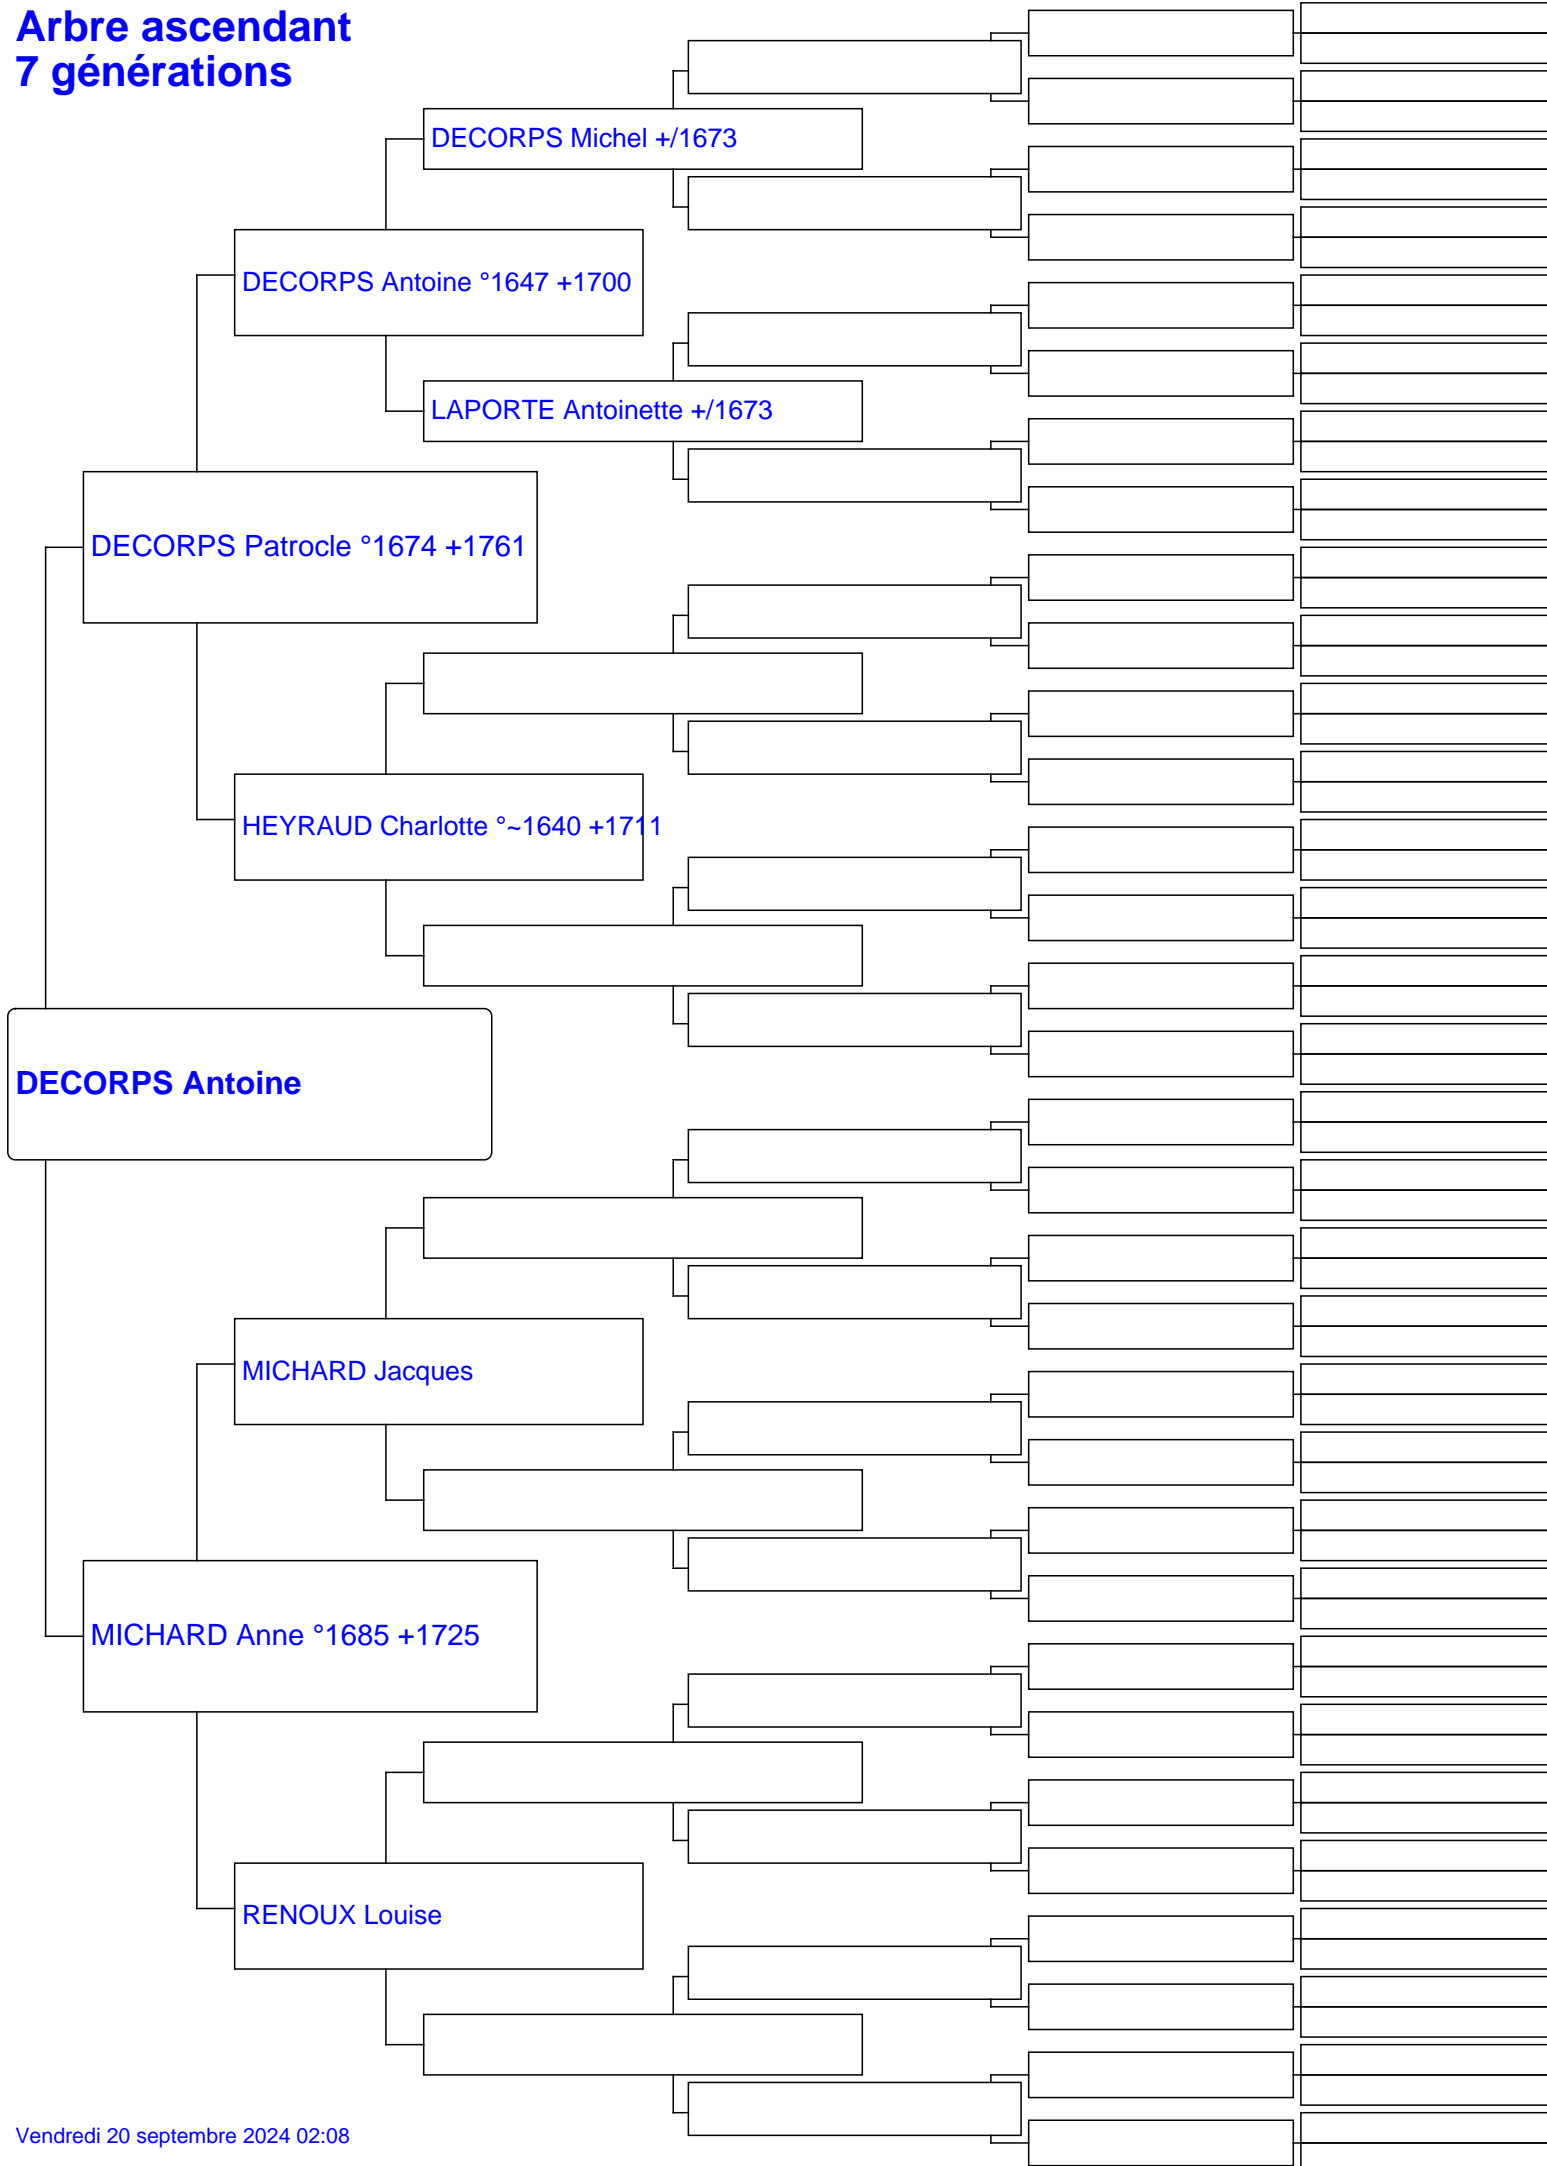 Arbre ascendant
7 générations
DECORPS Michel +/1673
DECORPS Antoine °1647 +1700
LAPORTE Antoinette +/1673
DECORPS Patrocle °1674 +1761
HEYRAUD Charlotte °~1640 +1711
DECORPS Antoine
MICHARD Jacques
MICHARD Anne °1685 +1725
RENOUX Louise
Vendredi 20 septembre 2024 02:08